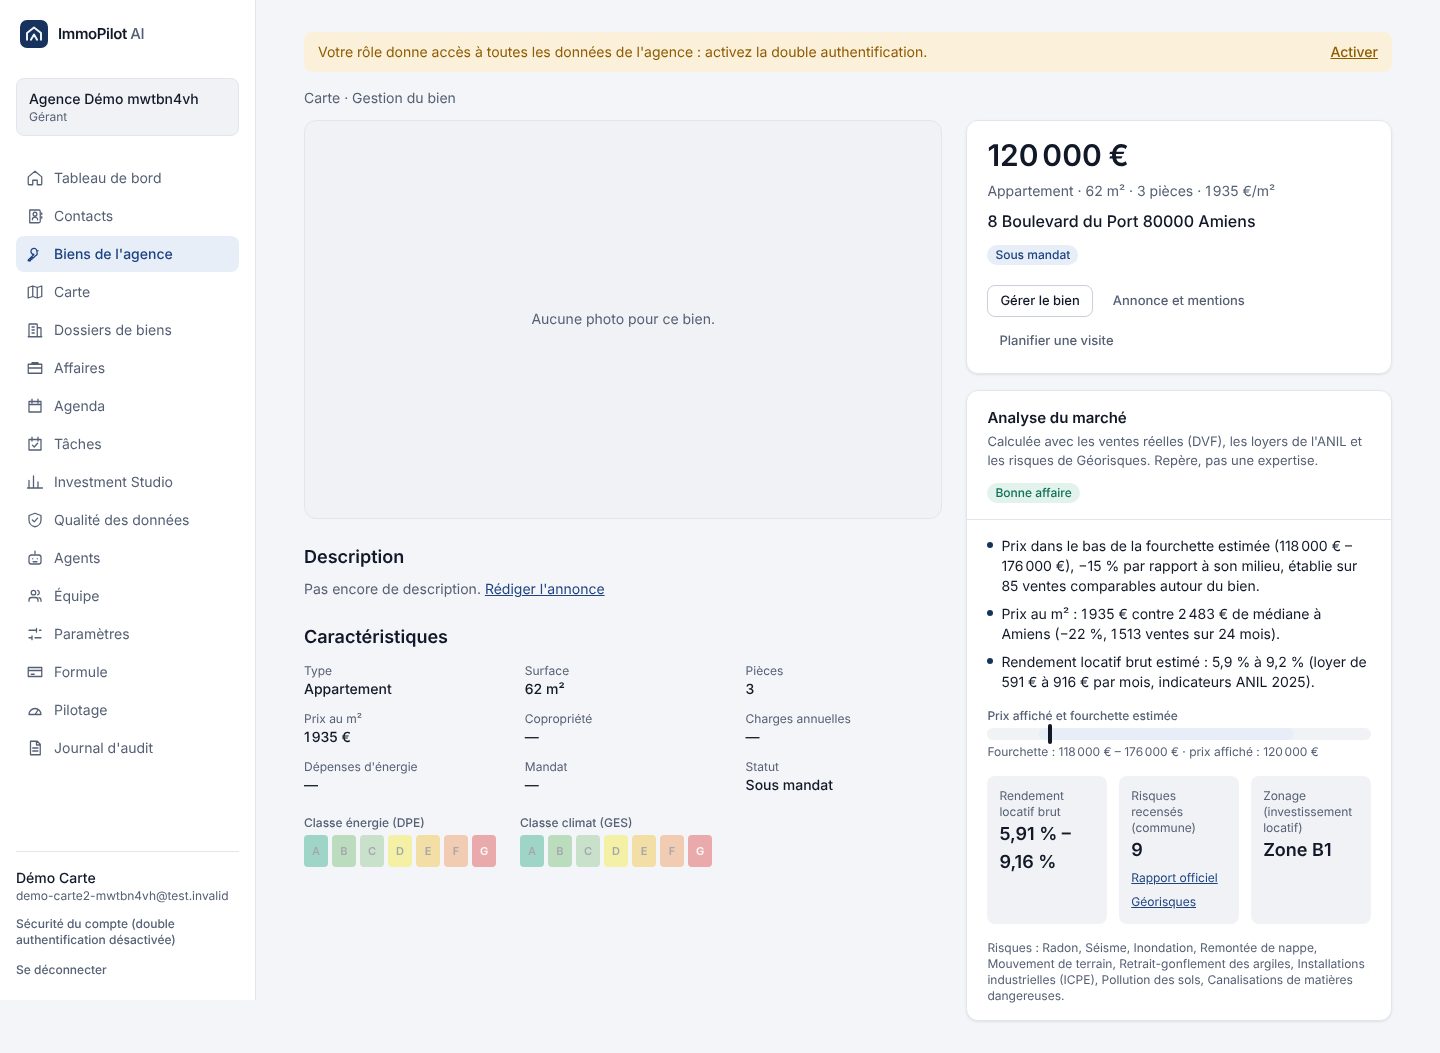 ImmoPilot AI
Agence Démo mwtbn4vh
Gérant
Tableau de bord
Contacts
Biens de l'agence
Carte
Dossiers de biens
Affaires
Agenda
Tâches
Investment Studio
Qualité des données
Agents
Équipe
Paramètres
Formule
Pilotage
Journal d'audit
Démo Carte
demo-carte2-mwtbn4vh@test.invalid
Sécurité du compte (double
authentification désactivée)
Se déconnecter
Votre rôle donne accès à toutes les données de l'agence : activez la double authentification.
Activer
Carte · Gestion du bien
Aucune photo pour ce bien.
Description
Pas encore de description. Rédiger l'annonce
Caractéristiques
Type
Appartement
Surface
62 m²
Pièces
3
Prix au m²
1 935 €
Copropriété
—
Charges annuelles
—
Dépenses d'énergie
—
Mandat
—
Statut
Sous mandat
Classe énergie (DPE)
A B C D E F G
Classe climat (GES)
A B C D E F G
120 000 €
Appartement · 62 m² · 3 pièces · 1 935 €/m²
8 Boulevard du Port 80000 Amiens
Sous mandat
Gérer le bien
Annonce et mentions
Planifier une visite
Analyse du marché
Calculée avec les ventes réelles (DVF), les loyers de l'ANIL et
les risques de Géorisques. Repère, pas une expertise.
Bonne affaire
Prix dans le bas de la fourchette estimée (118 000 € –
176 000 €), −15 % par rapport à son milieu, établie sur
85 ventes comparables autour du bien.
Prix au m² : 1 935 € contre 2 483 € de médiane à
Amiens (−22 %, 1 513 ventes sur 24 mois).
Rendement locatif brut estimé : 5,9 % à 9,2 % (loyer de
591 € à 916 € par mois, indicateurs ANIL 2025).
Prix affiché et fourchette estimée
Fourchette : 118 000 € – 176 000 € · prix affiché : 120 000 €
Rendement
locatif brut
5,91 % –
9,16 %
Risques
recensés
(commune)
9
Rapport officiel
Géorisques
Zonage
(investissement
locatif)
Zone B1
Risques : Radon, Séisme, Inondation, Remontée de nappe,
Mouvement de terrain, Retrait-gonflement des argiles, Installations
industrielles (ICPE), Pollution des sols, Canalisations de matières
dangereuses.